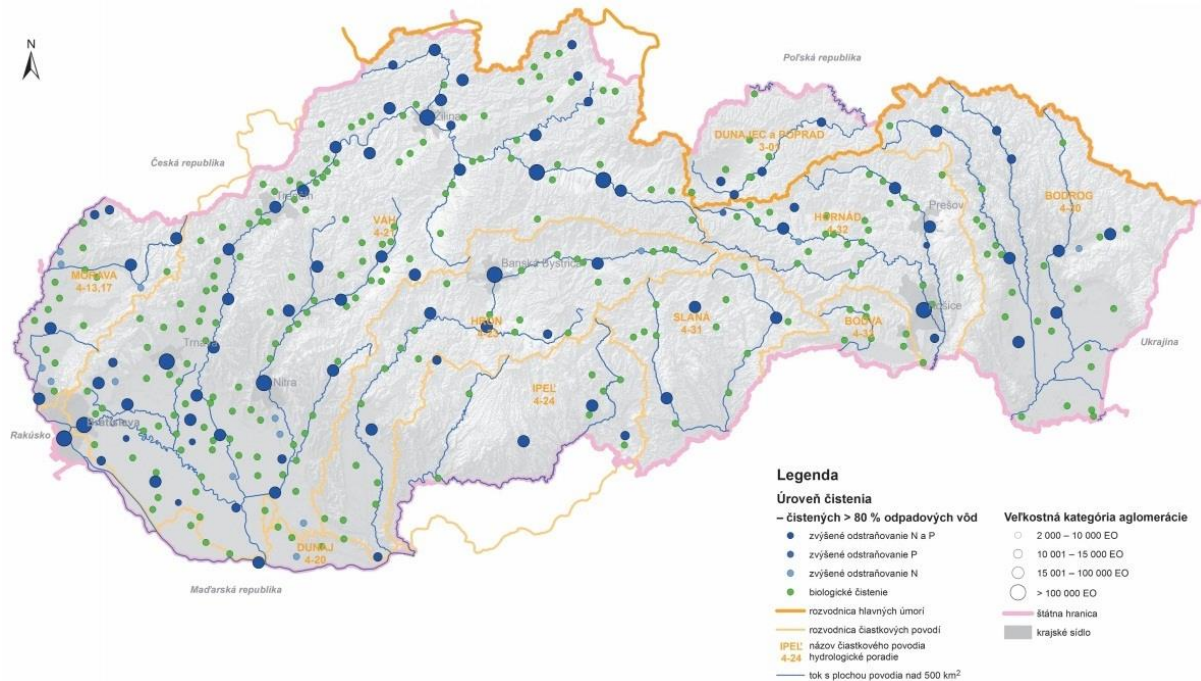 N
Poľská republika
Žilina
DUNAJEC a POPRAD
3-01
Česká republika
BODROG
4-30
Trenčín
Prešov
VÁH
4-21
HORNÁD
4-32
MORAVA
4-13,17
Banská Bystrica
SLANÁ
4-31
HRON
4-23
BODVA
Košice
Ukrajina
Trnava
Nitra
IPEĽ
4-24
Bratislava
Rakúsko
DUNAJ
4-20
Maďarská republika
Legenda
Úroveň čistenia
– čistených > 80 % odpadových vôd
zvýšené odstraňovanie N a P
zvýšené odstraňovanie P
zvýšené odstraňovanie N
biologické čistenie
rozvodnica hlavných úmorí
rozvodnica čiastkových povodí
IPEĽ názov čiastkového povodia
4-24 hydrologické poradie
tok s plochou povodia nad 500 km²
Veľkostná kategória aglomerácie
2 000 – 10 000 EO
10 001 – 15 000 EO
15 001 – 100 000 EO
> 100 000 EO
štátna hranica
krajské sídlo